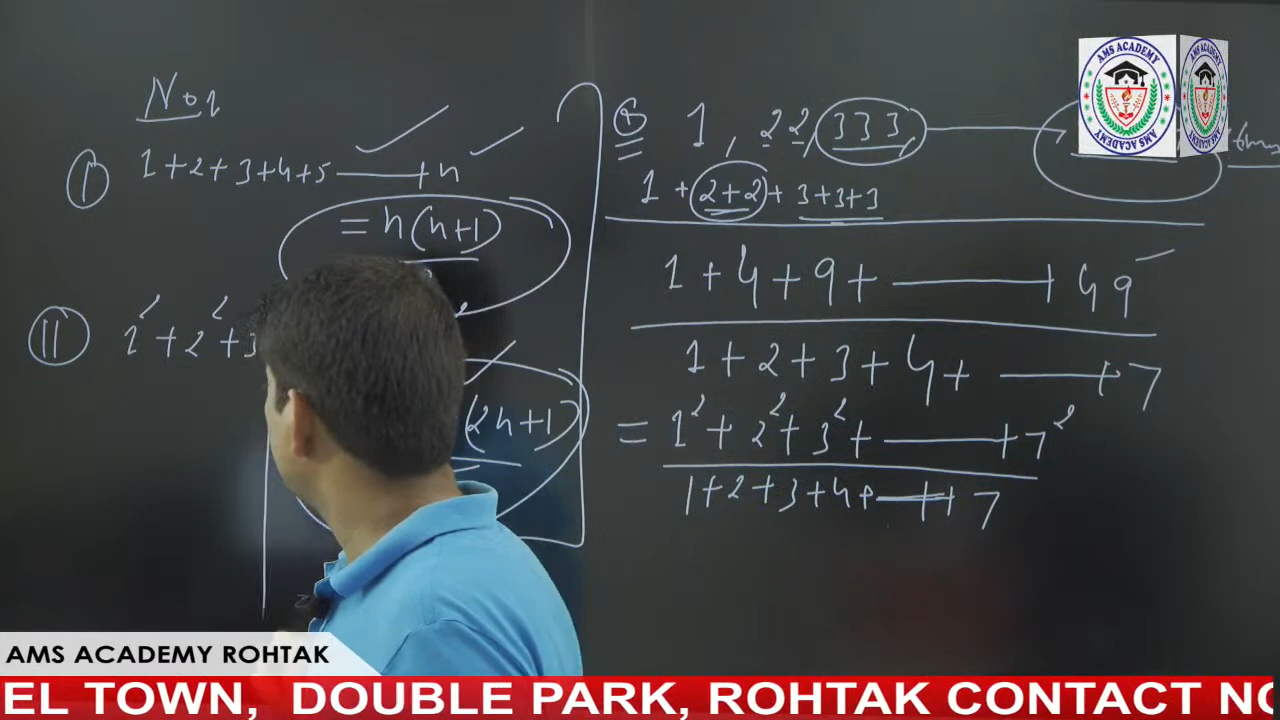 No1
I 1+2+3+4+5 —— +n
= n(n+1)
II 1² + 2² + 3
(2n+1)
Q 1, 22, 333, ——
1 + 2+2 + 3+3+3
1 + 4 + 9 + —— + 49
1 + 2 + 3 + 4 + —— + 7
= 1² + 2² + 3² + —— + 7²
1+2+3+4+ —— + 7
AMS ACADEMY
AMS ACADEMY
AMS ACADEMY ROHTAK
EL TOWN, DOUBLE PARK, ROHTAK CONTACT NO